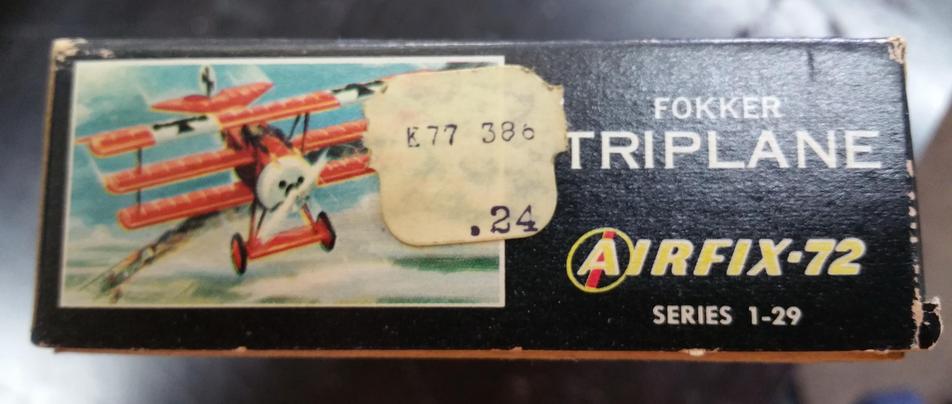 K77 386
.24
FOKKER
TRIPLANE
AIRFIX-72
SERIES 1-29